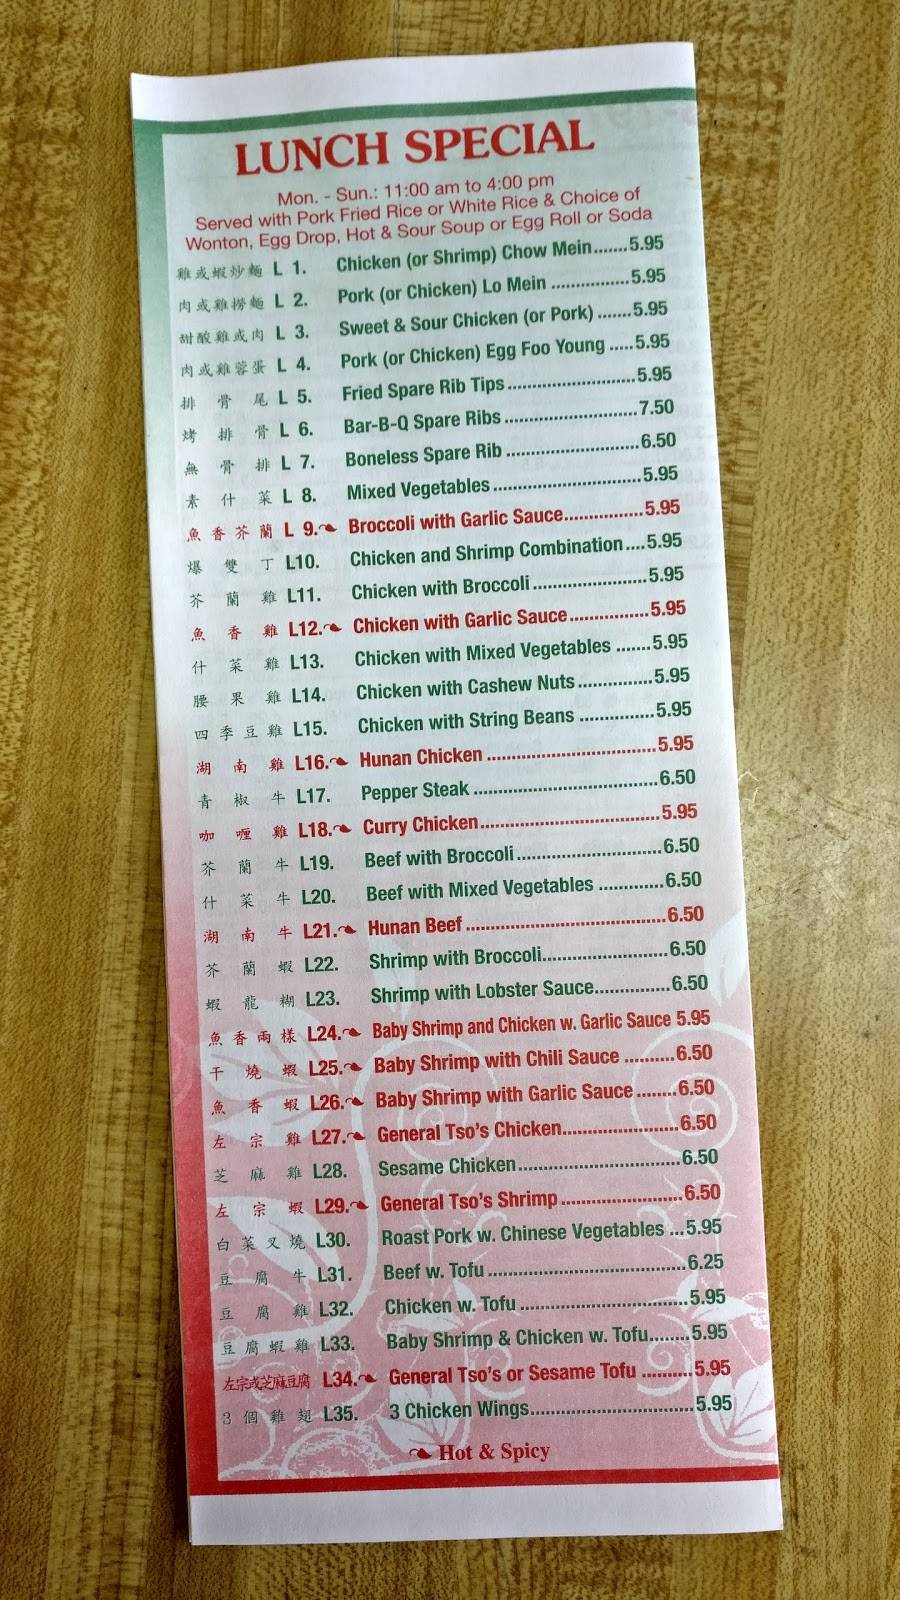 LUNCH SPECIAL
Mon. - Sun.: 11:00 am to 4:00 pm
Served with Pork Fried Rice or White Rice & Choice of
Wonton, Egg Drop, Hot & Sour Soup or Egg Roll or Soda
雞或蝦炒麵 L 1. Chicken (or Shrimp) Chow Mein.......5.95
肉或雞撈麵 L 2. Pork (or Chicken) Lo Mein ................5.95
甜酸雞或肉 L 3. Sweet & Sour Chicken (or Pork) .......5.95
肉或雞蓉蛋 L 4. Pork (or Chicken) Egg Foo Young .....5.95
排骨尾 L 5. Fried Spare Rib Tips..........................5.95
烤排骨 L 6. Bar-B-Q Spare Ribs...........................7.50
無骨排 L 7. Boneless Spare Rib ...........................6.50
素什菜 L 8. Mixed Vegetables..............................5.95
魚香芥蘭 L 9. Broccoli with Garlic Sauce................5.95
爆雙丁 L10. Chicken and Shrimp Combination....5.95
芥蘭雞 L11. Chicken with Broccoli.......................5.95
魚香雞 L12. Chicken with Garlic Sauce................5.95
什菜雞 L13. Chicken with Mixed Vegetables .......5.95
腰果雞 L14. Chicken with Cashew Nuts...............5.95
四季豆雞 L15. Chicken with String Beans ...............5.95
湖南雞 L16. Hunan Chicken ..................................5.95
青椒牛 L17. Pepper Steak .....................................6.50
咖喱雞 L18. Curry Chicken....................................5.95
芥蘭牛 L19. Beef with Broccoli.............................6.50
什菜牛 L20. Beef with Mixed Vegetables .............6.50
湖南牛 L21. Hunan Beef........................................6.50
芥蘭蝦 L22. Shrimp with Broccoli.........................6.50
蝦龍糊 L23. Shrimp with Lobster Sauce...............6.50
魚香兩樣 L24. Baby Shrimp and Chicken w. Garlic Sauce 5.95
干燒蝦 L25. Baby Shrimp with Chili Sauce ..........6.50
魚香蝦 L26. Baby Shrimp with Garlic Sauce........6.50
左宗雞 L27. General Tso's Chicken.......................6.50
芝麻雞 L28. Sesame Chicken.................................6.50
左宗蝦 L29. General Tso's Shrimp........................6.50
白菜叉燒 L30. Roast Pork w. Chinese Vegetables ...5.95
豆腐牛 L31. Beef w. Tofu........................................6.25
豆腐雞 L32. Chicken w. Tofu..................................5.95
豆腐蝦雞 L33. Baby Shrimp & Chicken w. Tofu........5.95
左宗或芝麻豆腐 L34. General Tso's or Sesame Tofu ..........5.95
3個雞翅 L35. 3 Chicken Wings.................................5.95
Hot & Spicy